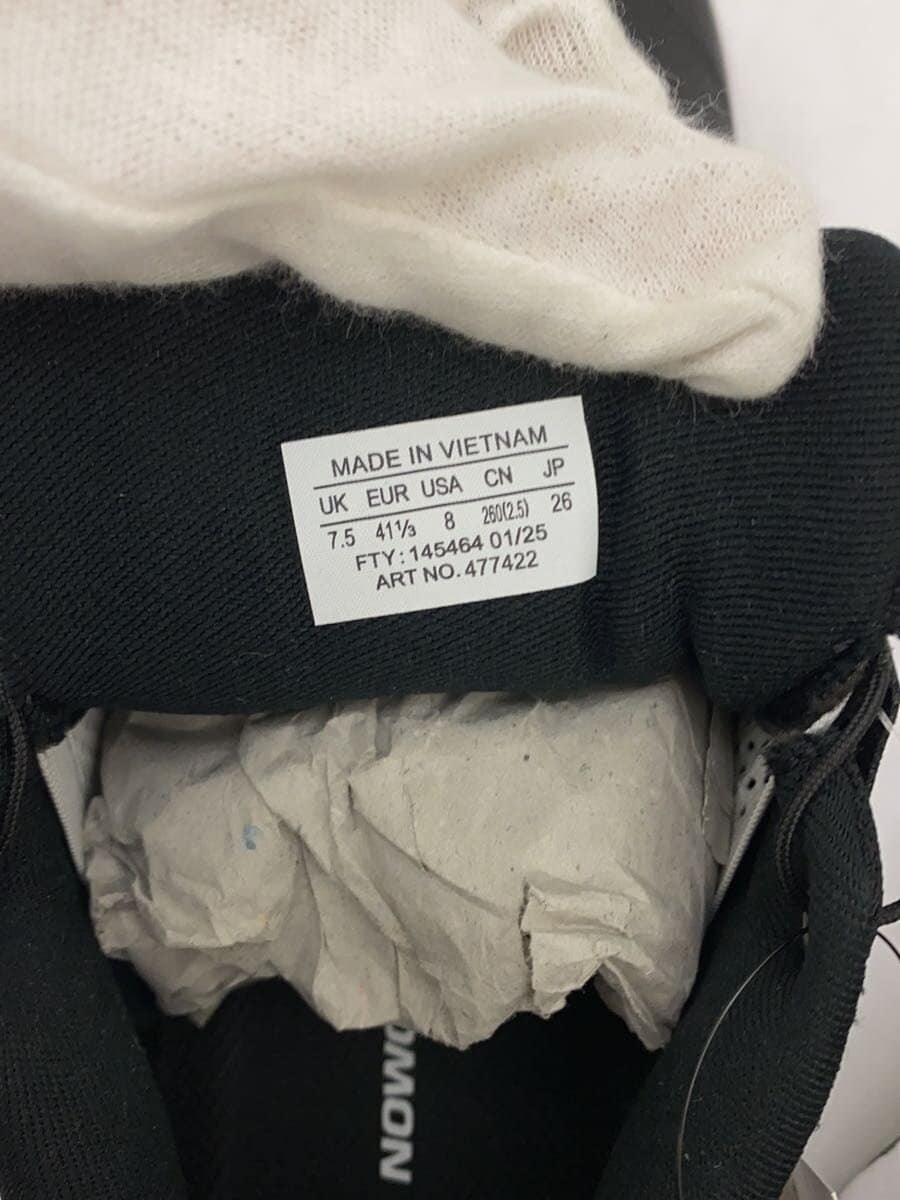 MADE IN VIETNAM
UK EUR USA CN JP
7.5 41⅓ 8 260(2.5) 26
FTY: 145464 01/25
ART NO. 477422